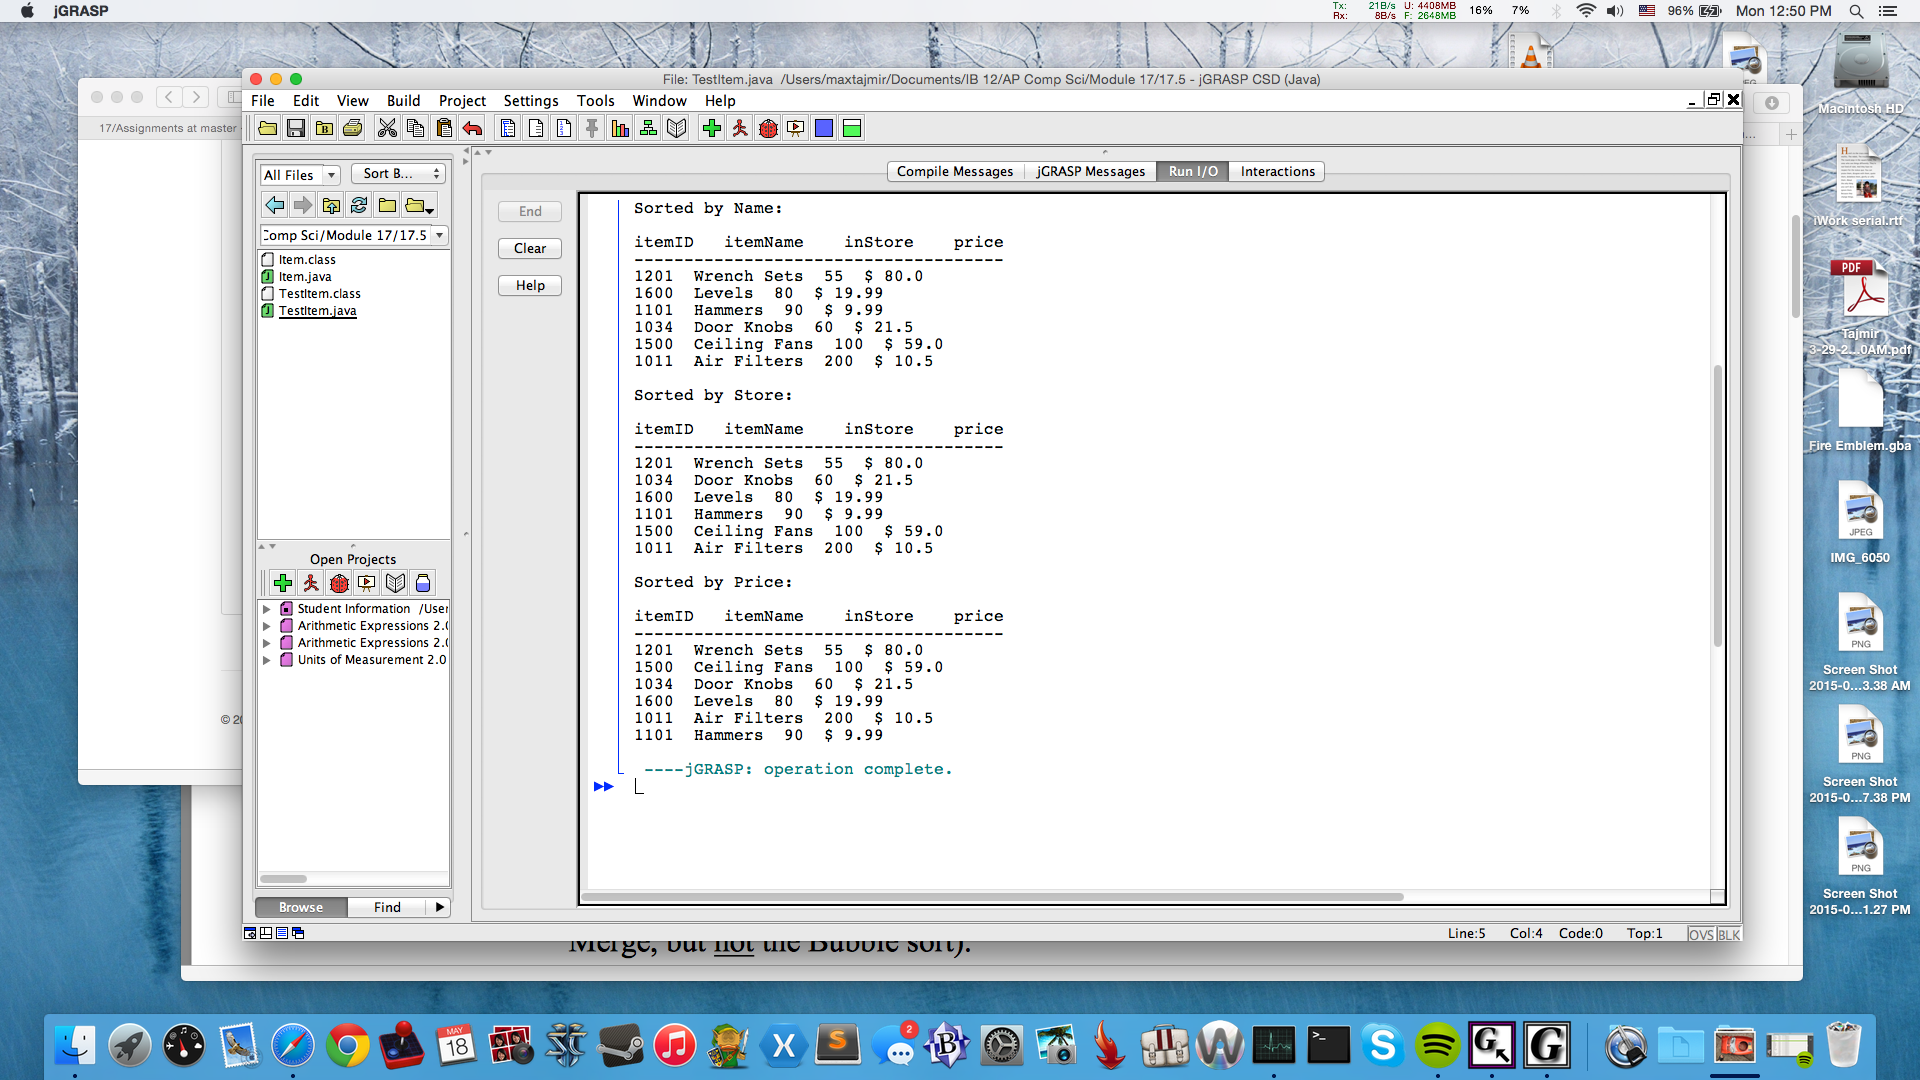 jGRASP
Tx: 21B/s U: 4408MB
Rx: 8B/s F: 2648MB
16% 7% 96% Mon 12:50 PM
File: TestItem.java /Users/maxtajmir/Documents/IB 12/AP Comp Sci/Module 17/17.5 - jGRASP CSD (Java)
File Edit View Build Project Settings Tools Window Help
17/Assignments at master
All Files Sort B...
Comp Sci/Module 17/17.5
Item.class
Item.java
TestItem.class
TestItem.java
Open Projects
Student Information /User
Arithmetic Expressions 2.0
Arithmetic Expressions 2.0
Units of Measurement 2.0
Browse Find
Compile Messages jGRASP Messages Run I/O Interactions
End
Clear
Help
Sorted by Name:
itemID itemName inStore price
-------------------------------------
1201 Wrench Sets 55 $ 80.0
1600 Levels 80 $ 19.99
1101 Hammers 90 $ 9.99
1034 Door Knobs 60 $ 21.5
1500 Ceiling Fans 100 $ 59.0
1011 Air Filters 200 $ 10.5
Sorted by Store:
itemID itemName inStore price
-------------------------------------
1201 Wrench Sets 55 $ 80.0
1034 Door Knobs 60 $ 21.5
1600 Levels 80 $ 19.99
1101 Hammers 90 $ 9.99
1500 Ceiling Fans 100 $ 59.0
1011 Air Filters 200 $ 10.5
Sorted by Price:
itemID itemName inStore price
-------------------------------------
1201 Wrench Sets 55 $ 80.0
1500 Ceiling Fans 100 $ 59.0
1034 Door Knobs 60 $ 21.5
1600 Levels 80 $ 19.99
1011 Air Filters 200 $ 10.5
1101 Hammers 90 $ 9.99
----jGRASP: operation complete.
Line:5 Col:4 Code:0 Top:1 OVS BLK
© 20
Merge, but not the Bubble sort).
Macintosh HD
iWork serial.rtf
PDF
Tajmir
3-29-2...0AM.pdf
Fire Emblem.gba
JPEG
IMG_6050
PNG
Screen Shot
2015-0...3.38 AM
PNG
Screen Shot
2015-0...7.38 PM
PNG
Screen Shot
2015-0...1.27 PM
MAY
18
2